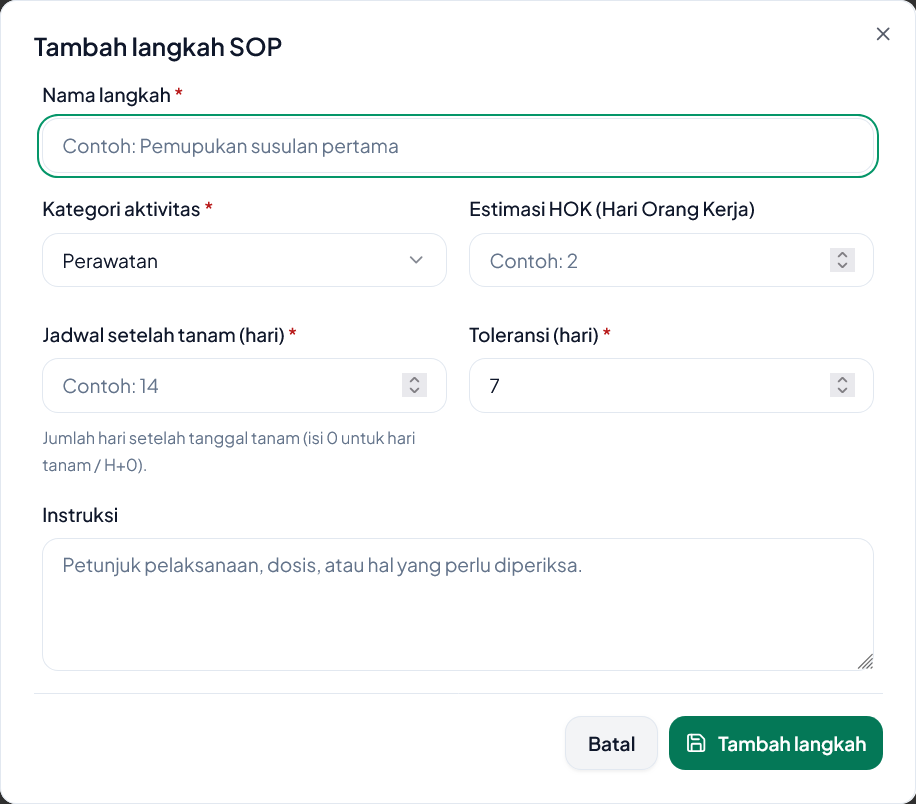 Tambah langkah SOP
Nama langkah *
Contoh: Pemupukan susulan pertama
Kategori aktivitas *
Perawatan
Estimasi HOK (Hari Orang Kerja)
Contoh: 2
Jadwal setelah tanam (hari) *
Contoh: 14
Jumlah hari setelah tanggal tanam (isi 0 untuk hari
tanam / H+0).
Toleransi (hari) *
7
Instruksi
Petunjuk pelaksanaan, dosis, atau hal yang perlu diperiksa.
Batal
Tambah langkah